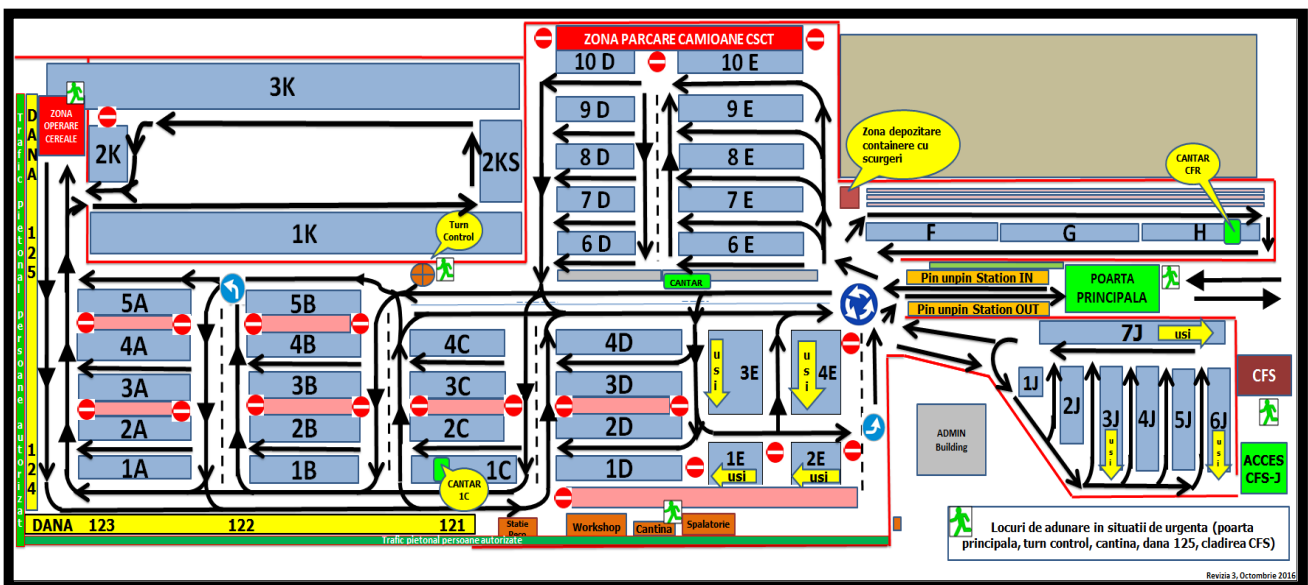 ZONA PARCARE CAMIOANE CSCT
10 D
10 E
3K
DANA
125
124
Trafic pietonal persoane autorizat
ZONA
OPERARE
CEREALE
2K
2KS
1K
Turn
Control
9 D
9 E
8 D
8 E
7 D
7 E
6 D
6 E
CANTAR
Zona depozitare
containere cu
scurgeri
CANTAR
CFR
F
G
H
Pin unpin Station IN
Pin unpin Station OUT
POARTA
PRINCIPALA
5A
4A
3A
2A
1A
5B
4B
3B
2B
1B
4C
3C
2C
1C
CANTAR
1C
4D
3D
2D
1D
usi
3E
usi
4E
1E
usi
2E
usi
7J
usi
1J
2J
3J
usi
4J
5J
6J
usi
CFS
ACCES
CFS-J
ADMIN
Building
DANA 123 122 121
Statie
Workshop
Cantina
Spalatorie
Trafic pietonal persoane autorizate
Locuri de adunare in situatii de urgenta (poarta
principala, turn control, cantina, dana 125, cladirea CFS)
Revizia 3, Octombrie 2016